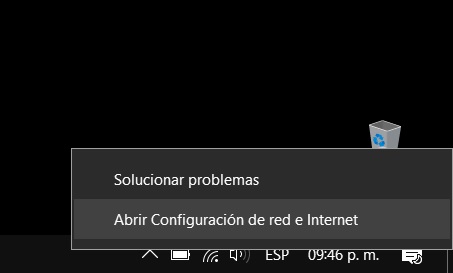 Solucionar problemas
Abrir Configuración de red e Internet
ESP 09:46 p. m.